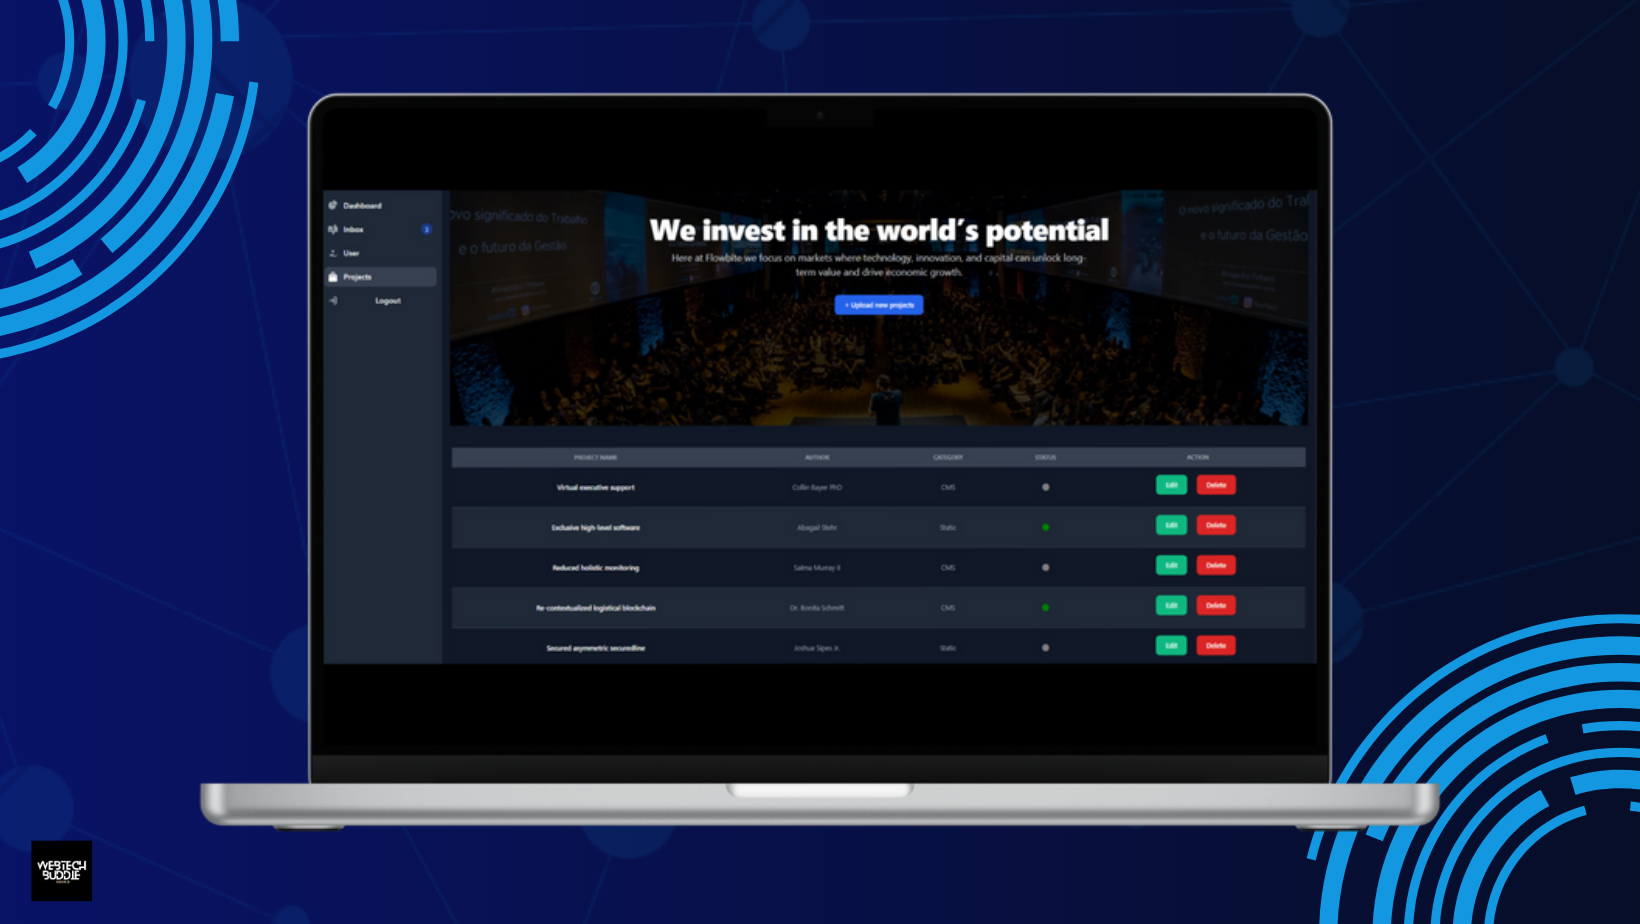 Dashboard
Inbox 3
User
Projects
Logout
ovo significado do Trabalho
e o futuro da Gestão
O novo significado do Tral
e o futuro da Gestão
We invest in the world's potential
Here at Flowbite we focus on markets where technology, innovation, and capital can unlock long-
term value and drive economic growth.
+ Upload new projects
PROJECT NAME AUTHOR CATEGORY STATUS ACTION
Virtual executive support Collin Bayer PhD CMS Edit Delete
Exclusive high-level software Abagail Stehr Static Edit Delete
Reduced holistic monitoring Salma Murray II CMS Edit Delete
Re-contextualized logistical blockchain Dr. Bonita Schmitt CMS Edit Delete
Secured asymmetric securedline Joshua Sipes Jr. Static Edit Delete
WEBTECH
BUDDIE